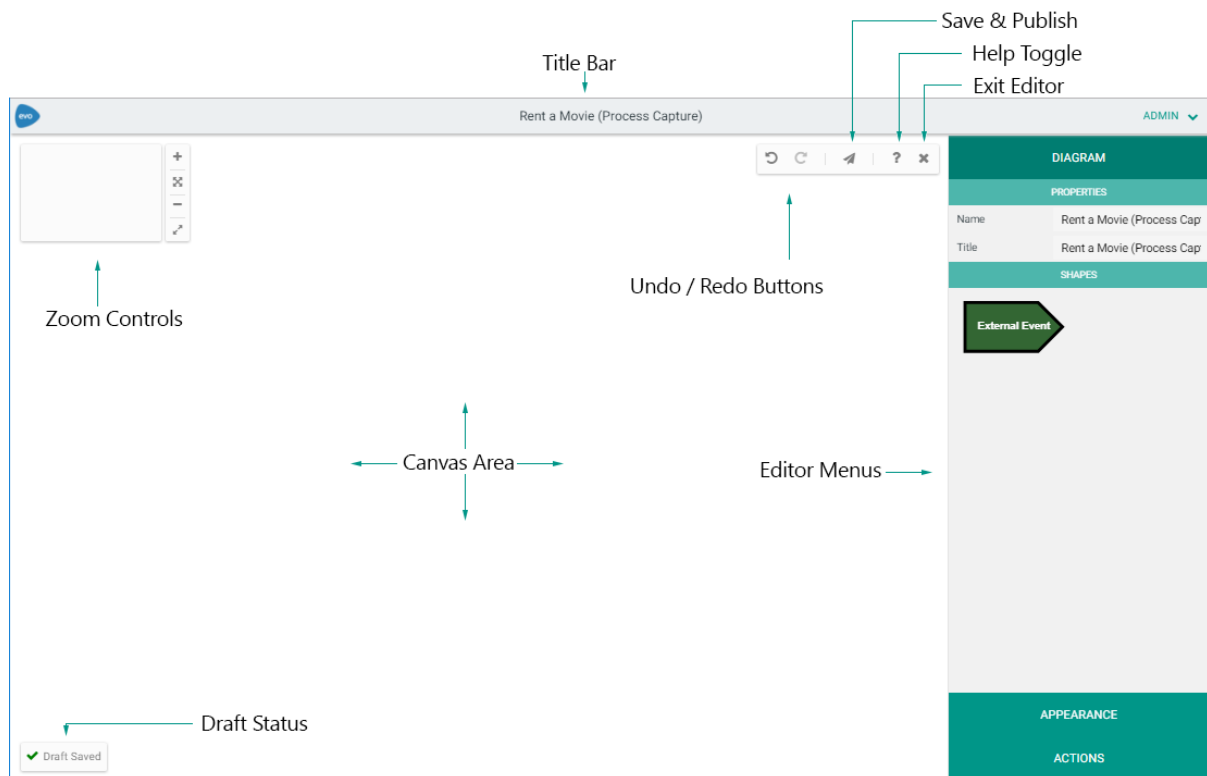 Save & Publish
Help Toggle
Title Bar
Exit Editor
evo
Rent a Movie (Process Capture)
ADMIN
DIAGRAM
PROPERTIES
Name
Rent a Movie (Process Cap
Title
Rent a Movie (Process Cap
SHAPES
Undo / Redo Buttons
Zoom Controls
External Event
Canvas Area
Editor Menus
Draft Status
APPEARANCE
Draft Saved
ACTIONS